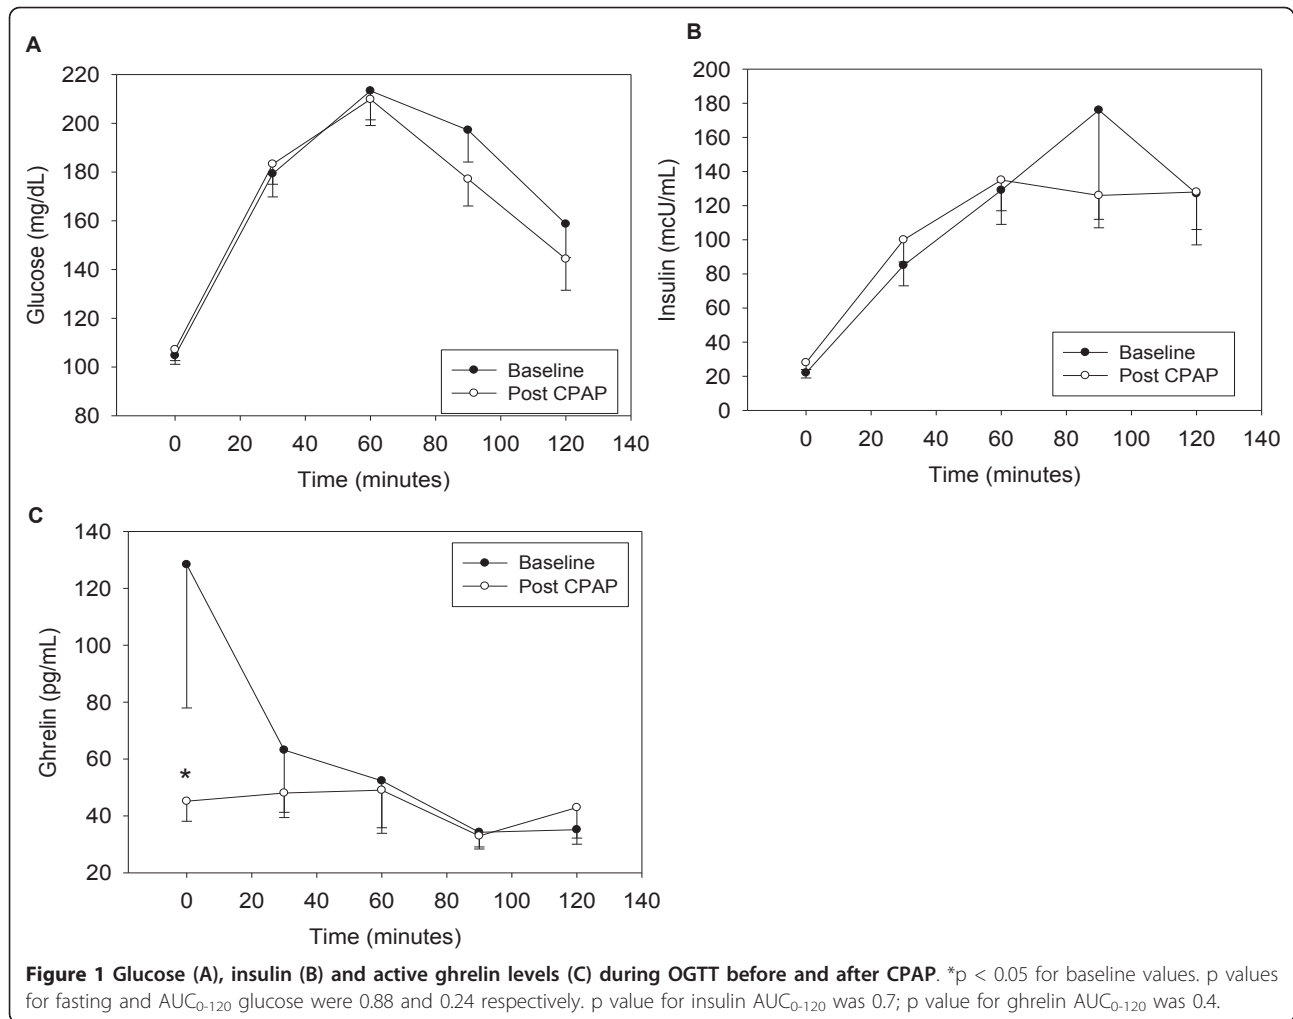 A
220
200
180
160
140
120
100
80
Glucose (mg/dL)
0 20 40 60 80 100 120 140
Time (minutes)
Baseline
Post CPAP
B
200
180
160
140
120
100
80
60
40
20
0
Insulin (mcU/mL)
0 20 40 60 80 100 120 140
Time (minutes)
Baseline
Post CPAP
C
140
120
100
80
60
40
20
Ghrelin (pg/mL)
*
0 20 40 60 80 100 120 140
Time (minutes)
Baseline
Post CPAP
Figure 1 Glucose (A), insulin (B) and active ghrelin levels (C) during OGTT before and after CPAP. *p < 0.05 for baseline values. p values
for fasting and AUC₀₋₁₂₀ glucose were 0.88 and 0.24 respectively. p value for insulin AUC₀₋₁₂₀ was 0.7; p value for ghrelin AUC₀₋₁₂₀ was 0.4.